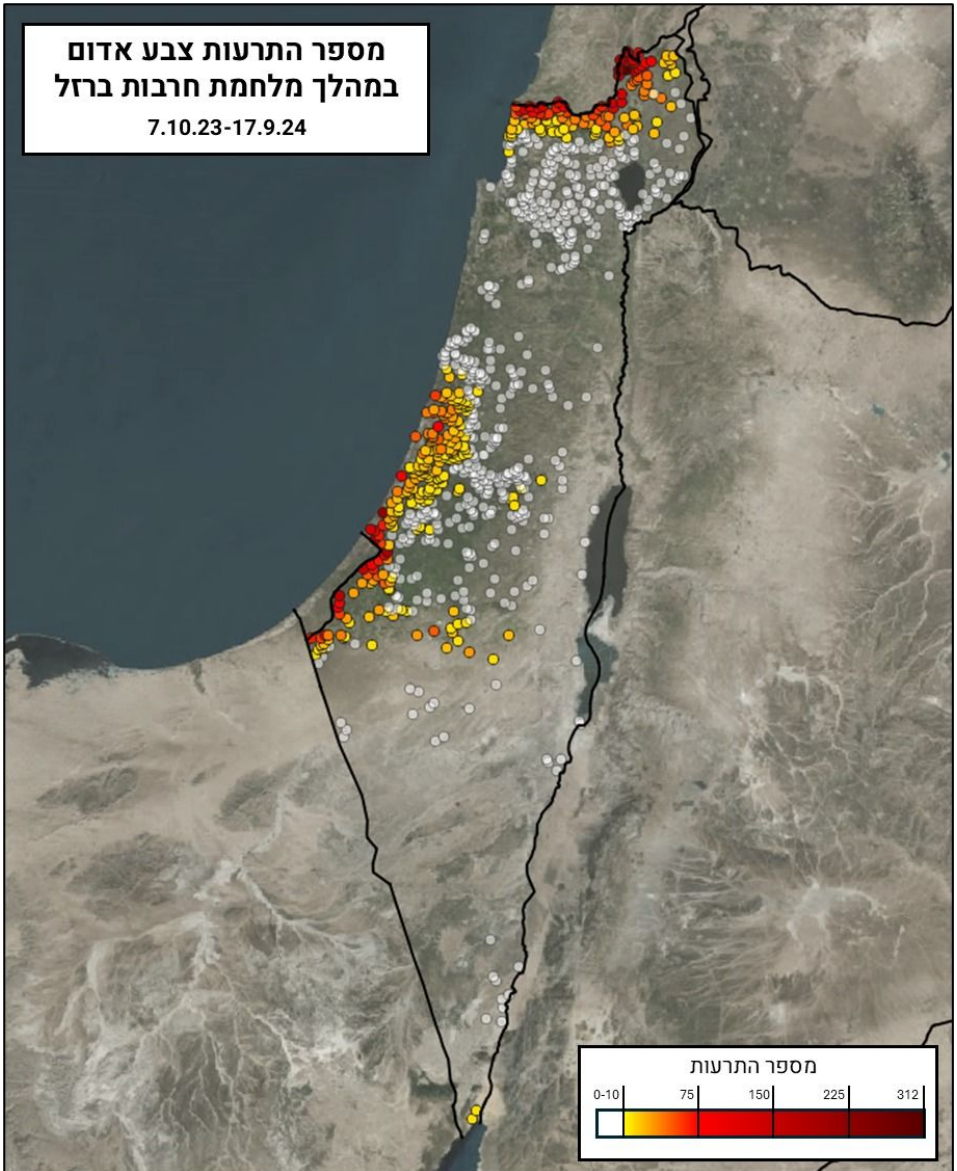 מספר התרעות צבע אדום
במהלך מלחמת חרבות ברזל
7.10.23-17.9.24
מספר התרעות
0-10 75 150 225 312